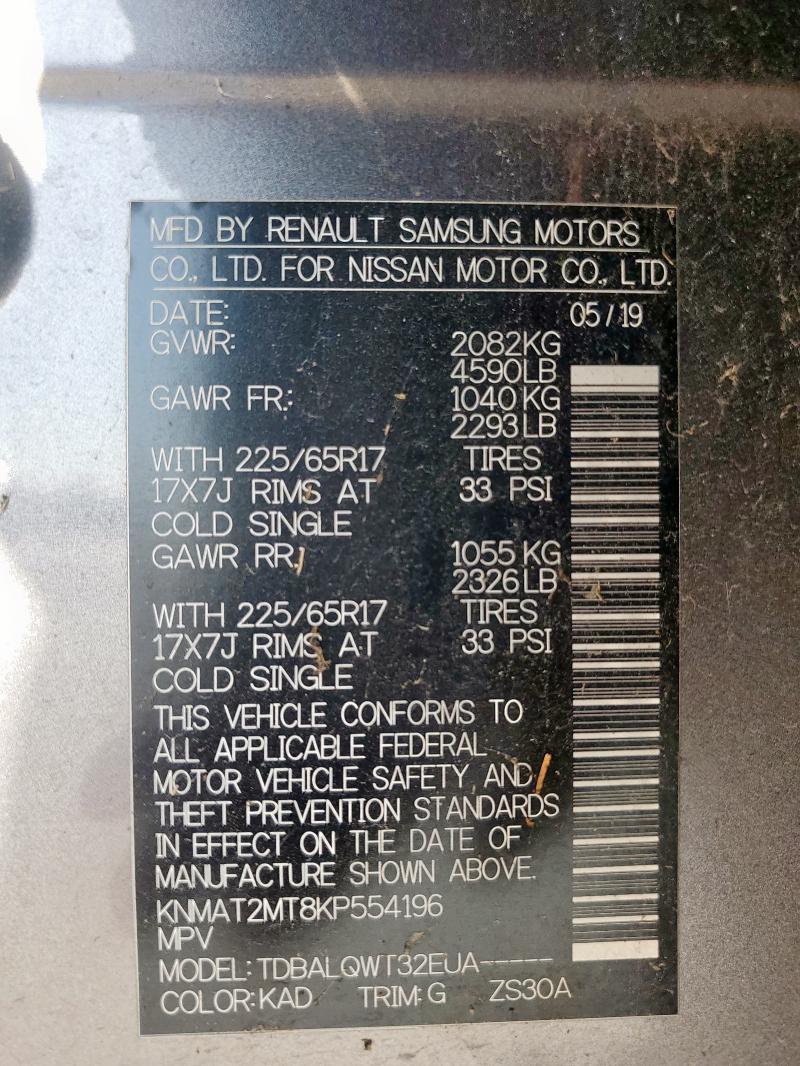 MFD BY RENAULT SAMSUNG MOTORS
CO., LTD. FOR NISSAN MOTOR CO., LTD.
DATE: 05 / 19
GVWR: 2082KG
4590LB
GAWR FR.: 1040KG
2293LB
WITH 225/65R17 TIRES
17X7J RIMS AT 33 PSI
COLD SINGLE
GAWR RR. 1055 KG
2326LB
WITH 225/65R17 TIRES
17X7J RIMS AT 33 PSI
COLD SINGLE
THIS VEHICLE CONFORMS TO
ALL APPLICABLE FEDERAL
MOTOR VEHICLE SAFETY AND
THEFT PREVENTION STANDARDS
IN EFFECT ON THE DATE OF
MANUFACTURE SHOWN ABOVE.
KNMAT2MT8KP554196
MPV
MODEL: TDBALQWT32EUA-----
COLOR:KAD TRIM:G ZS30A